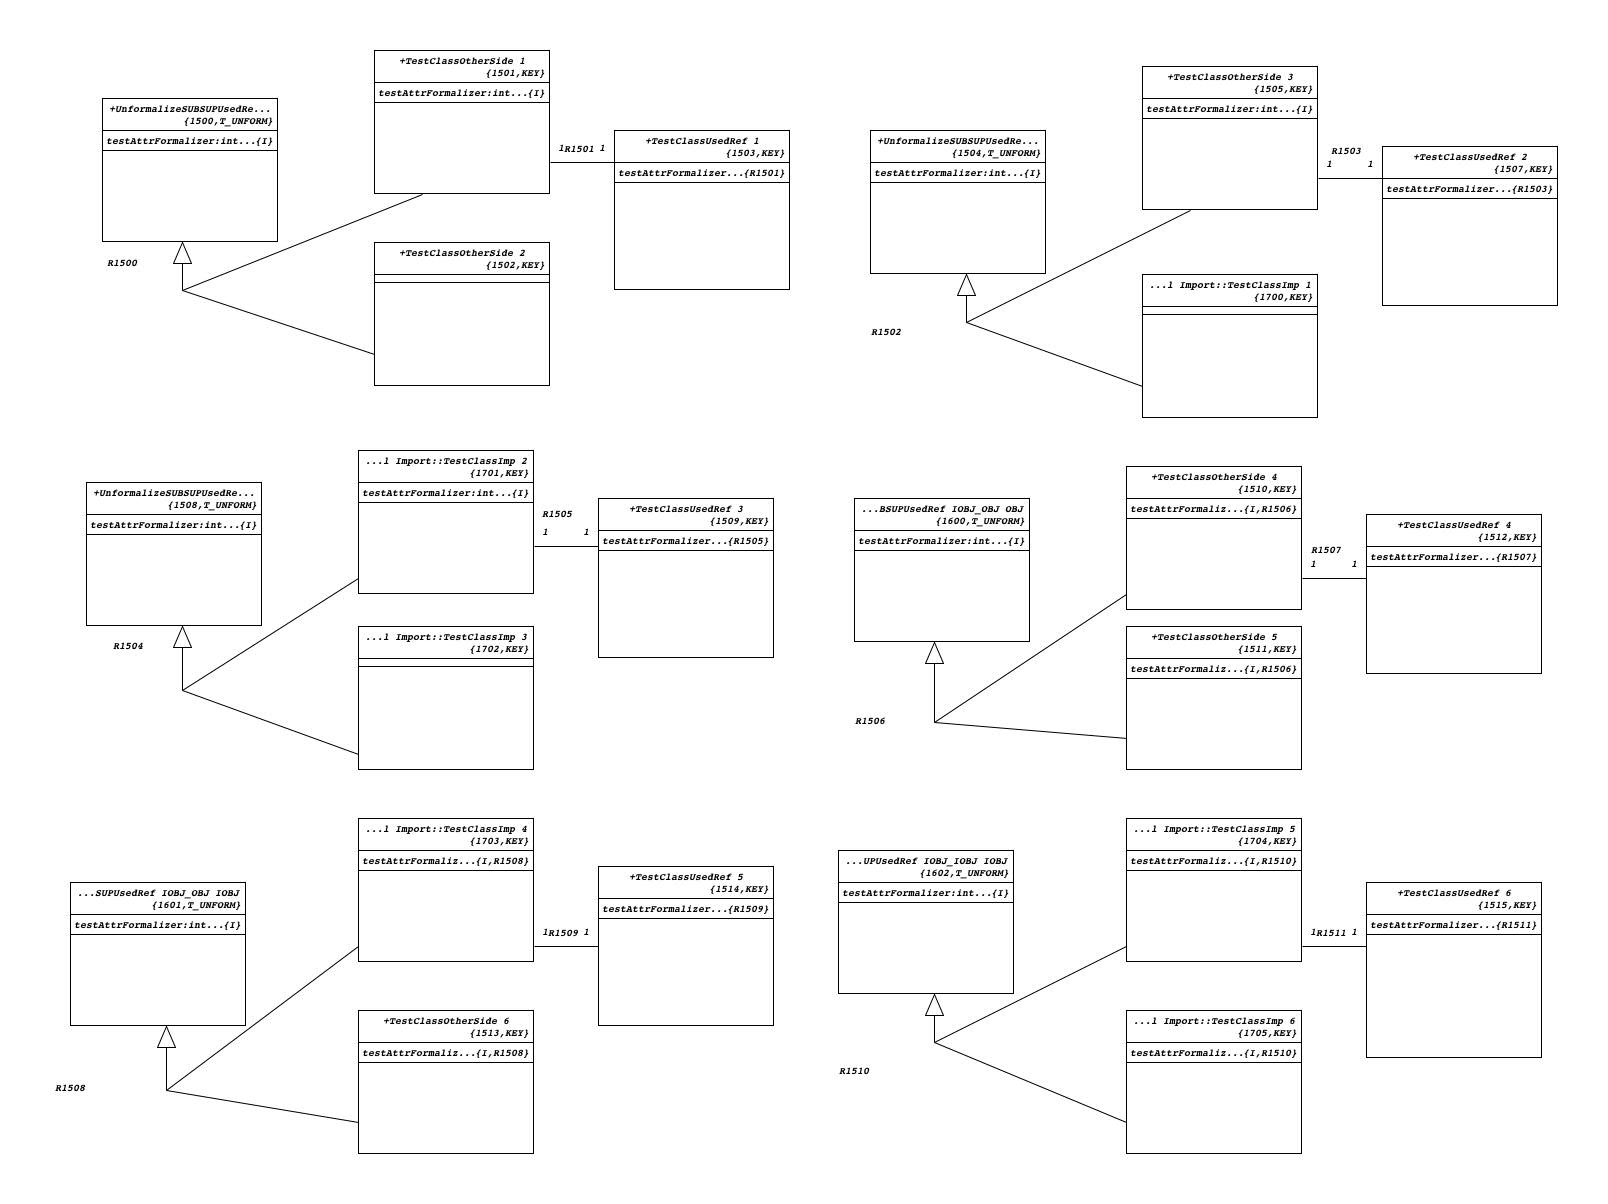 +UnformalizeSUBSUPUsedRe...
{1500,T_UNFORM}
testAttrFormalizer:int...{I}
R1500
+TestClassOtherSide 1
{1501,KEY}
testAttrFormalizer:int...{I}
1R1501 1
+TestClassUsedRef 1
{1503,KEY}
testAttrFormalizer...{R1501}
+TestClassOtherSide 2
{1502,KEY}
+UnformalizeSUBSUPUsedRe...
{1504,T_UNFORM}
testAttrFormalizer:int...{I}
R1502
+TestClassOtherSide 3
{1505,KEY}
testAttrFormalizer:int...{I}
R1503
1 1
+TestClassUsedRef 2
{1507,KEY}
testAttrFormalizer...{R1503}
...l Import::TestClassImp 1
{1700,KEY}
+UnformalizeSUBSUPUsedRe...
{1508,T_UNFORM}
testAttrFormalizer:int...{I}
R1504
...l Import::TestClassImp 2
{1701,KEY}
testAttrFormalizer:int...{I}
R1505
1 1
+TestClassUsedRef 3
{1509,KEY}
testAttrFormalizer...{R1505}
...l Import::TestClassImp 3
{1702,KEY}
...BSUPUsedRef IOBJ_OBJ OBJ
{1600,T_UNFORM}
testAttrFormalizer:int...{I}
R1506
+TestClassOtherSide 4
{1510,KEY}
testAttrFormaliz...{I,R1506}
R1507
1 1
+TestClassUsedRef 4
{1512,KEY}
testAttrFormalizer...{R1507}
+TestClassOtherSide 5
{1511,KEY}
testAttrFormaliz...{I,R1506}
...SUPUsedRef IOBJ_OBJ IOBJ
{1601,T_UNFORM}
testAttrFormalizer:int...{I}
R1508
...l Import::TestClassImp 4
{1703,KEY}
testAttrFormaliz...{I,R1508}
1R1509 1
+TestClassUsedRef 5
{1514,KEY}
testAttrFormalizer...{R1509}
+TestClassOtherSide 6
{1513,KEY}
testAttrFormaliz...{I,R1508}
...UPUsedRef IOBJ_IOBJ IOBJ
{1602,T_UNFORM}
testAttrFormalizer:int...{I}
R1510
...l Import::TestClassImp 5
{1704,KEY}
testAttrFormaliz...{I,R1510}
1R1511 1
+TestClassUsedRef 6
{1515,KEY}
testAttrFormalizer...{R1511}
...l Import::TestClassImp 6
{1705,KEY}
testAttrFormaliz...{I,R1510}